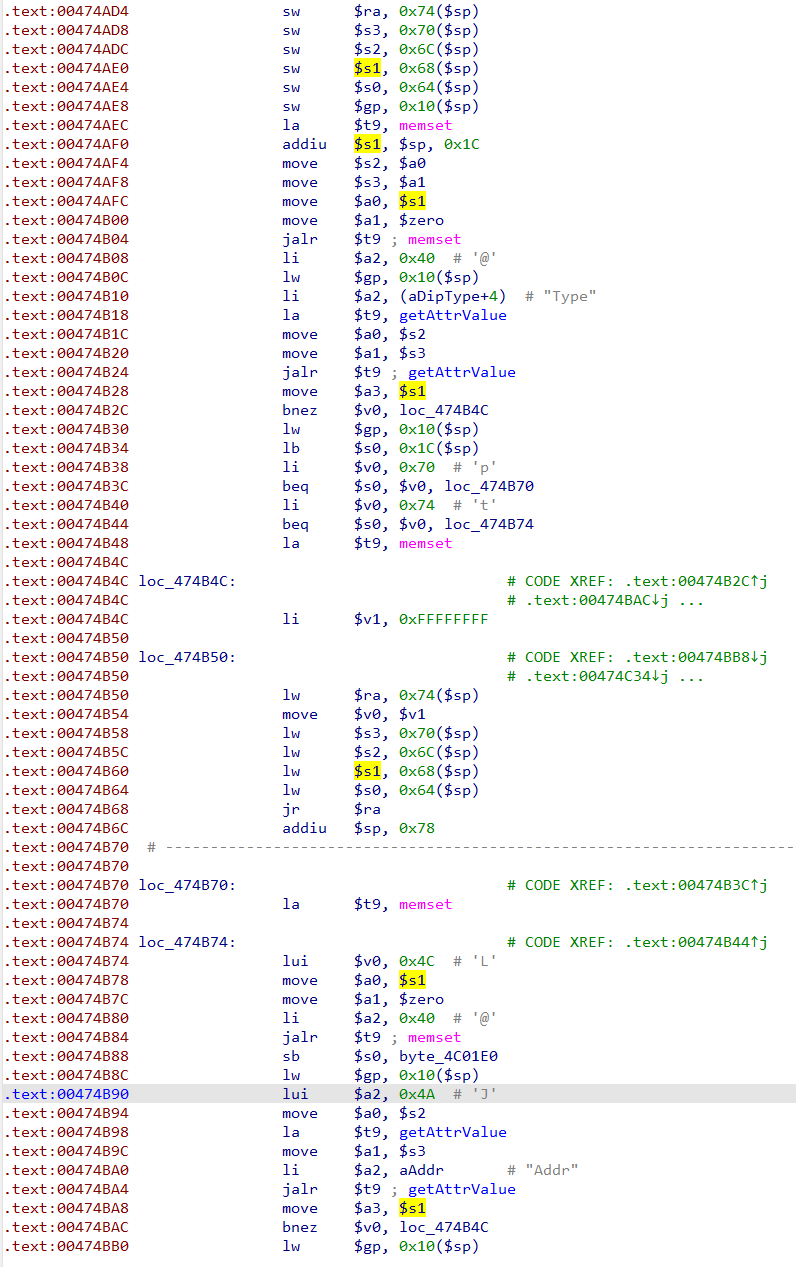 .text:00474AD4 sw $ra, 0x74($sp)
.text:00474AD8 sw $s3, 0x70($sp)
.text:00474ADC sw $s2, 0x6C($sp)
.text:00474AE0 sw $s1, 0x68($sp)
.text:00474AE4 sw $s0, 0x64($sp)
.text:00474AE8 sw $gp, 0x10($sp)
.text:00474AEC la $t9, memset
.text:00474AF0 addiu $s1, $sp, 0x1C
.text:00474AF4 move $s2, $a0
.text:00474AF8 move $s3, $a1
.text:00474AFC move $a0, $s1
.text:00474B00 move $a1, $zero
.text:00474B04 jalr $t9 ; memset
.text:00474B08 li $a2, 0x40 # '@'
.text:00474B0C lw $gp, 0x10($sp)
.text:00474B10 li $a2, (aDipType+4) # "Type"
.text:00474B18 la $t9, getAttrValue
.text:00474B1C move $a0, $s2
.text:00474B20 move $a1, $s3
.text:00474B24 jalr $t9 ; getAttrValue
.text:00474B28 move $a3, $s1
.text:00474B2C bnez $v0, loc_474B4C
.text:00474B30 lw $gp, 0x10($sp)
.text:00474B34 lb $s0, 0x1C($sp)
.text:00474B38 li $v0, 0x70 # 'p'
.text:00474B3C beq $s0, $v0, loc_474B70
.text:00474B40 li $v0, 0x74 # 't'
.text:00474B44 beq $s0, $v0, loc_474B74
.text:00474B48 la $t9, memset
.text:00474B4C
.text:00474B4C loc_474B4C: # CODE XREF: .text:00474B2C↑j
.text:00474B4C # .text:00474BAC↓j ...
.text:00474B4C li $v1, 0xFFFFFFFF
.text:00474B50
.text:00474B50 loc_474B50: # CODE XREF: .text:00474BB8↓j
.text:00474B50 # .text:00474C34↓j ...
.text:00474B50 lw $ra, 0x74($sp)
.text:00474B54 move $v0, $v1
.text:00474B58 lw $s3, 0x70($sp)
.text:00474B5C lw $s2, 0x6C($sp)
.text:00474B60 lw $s1, 0x68($sp)
.text:00474B64 lw $s0, 0x64($sp)
.text:00474B68 jr $ra
.text:00474B6C addiu $sp, 0x78
.text:00474B70 # ---------------------------------------------------------------------------
.text:00474B70
.text:00474B70 loc_474B70: # CODE XREF: .text:00474B3C↑j
.text:00474B70 la $t9, memset
.text:00474B74
.text:00474B74 loc_474B74: # CODE XREF: .text:00474B44↑j
.text:00474B74 lui $v0, 0x4C # 'L'
.text:00474B78 move $a0, $s1
.text:00474B7C move $a1, $zero
.text:00474B80 li $a2, 0x40 # '@'
.text:00474B84 jalr $t9 ; memset
.text:00474B88 sb $s0, byte_4C01E0
.text:00474B8C lw $gp, 0x10($sp)
.text:00474B90 lui $a2, 0x4A # 'J'
.text:00474B94 move $a0, $s2
.text:00474B98 la $t9, getAttrValue
.text:00474B9C move $a1, $s3
.text:00474BA0 li $a2, aAddr # "Addr"
.text:00474BA4 jalr $t9 ; getAttrValue
.text:00474BA8 move $a3, $s1
.text:00474BAC bnez $v0, loc_474B4C
.text:00474BB0 lw $gp, 0x10($sp)